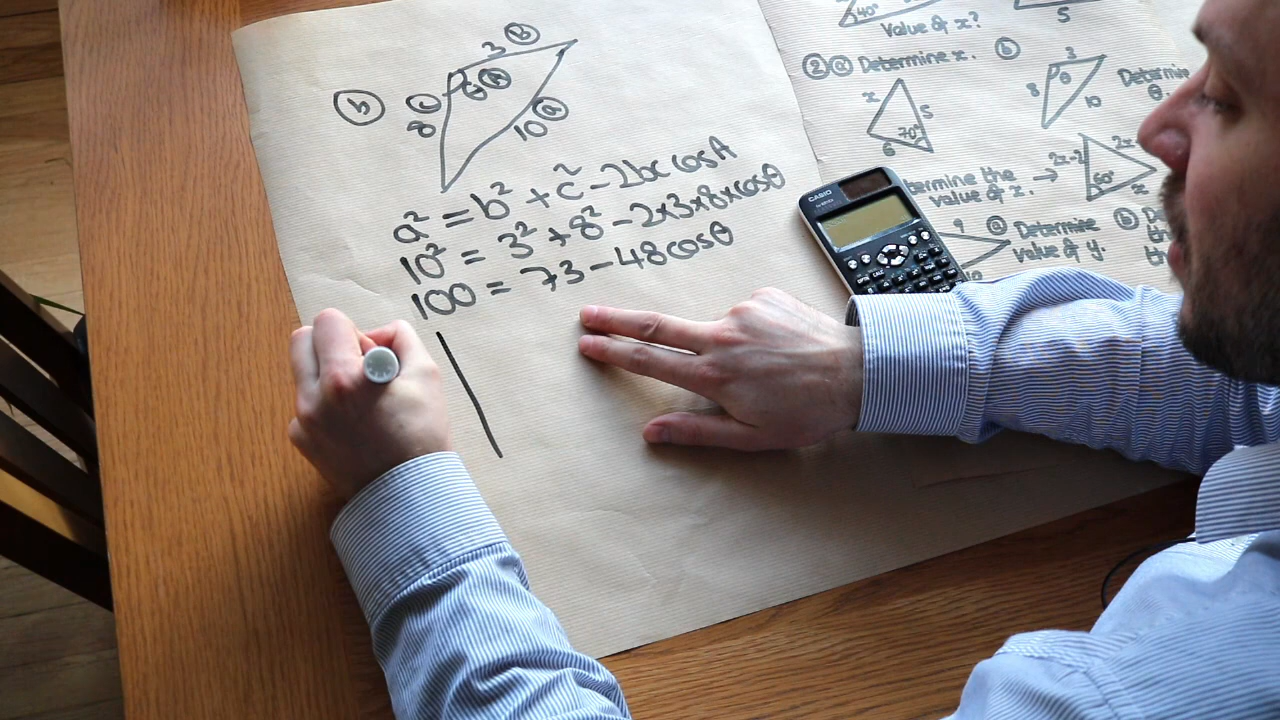 3 b
b
c θ A
8
10 a
a² = b² + c² - 2bc cosA
10² = 3² + 8² - 2×3×8×cosθ
100 = 73 - 48cosθ
40°
Value of x?
5
2 a Determine x. b
x 5
70°
6
3
8 θ
10
Determine
θ.
the
value of x. →
2x-2 2x
60°
x
9
a Determine
value of y.
b
10
CASIO